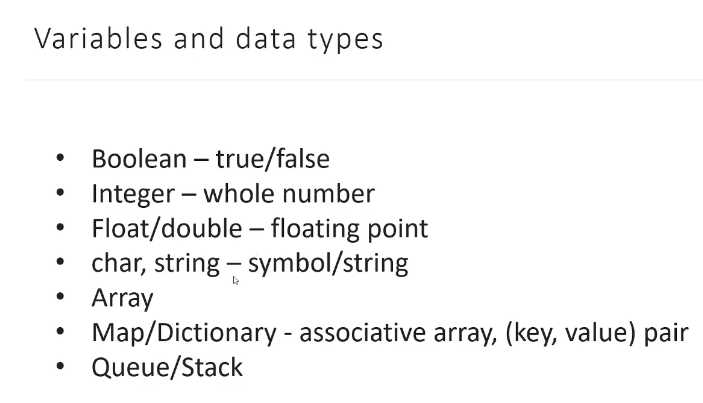 Variables and data types
• Boolean – true/false
• Integer – whole number
• Float/double – floating point
• char, string – symbol/string
• Array
• Map/Dictionary - associative array, (key, value) pair
• Queue/Stack